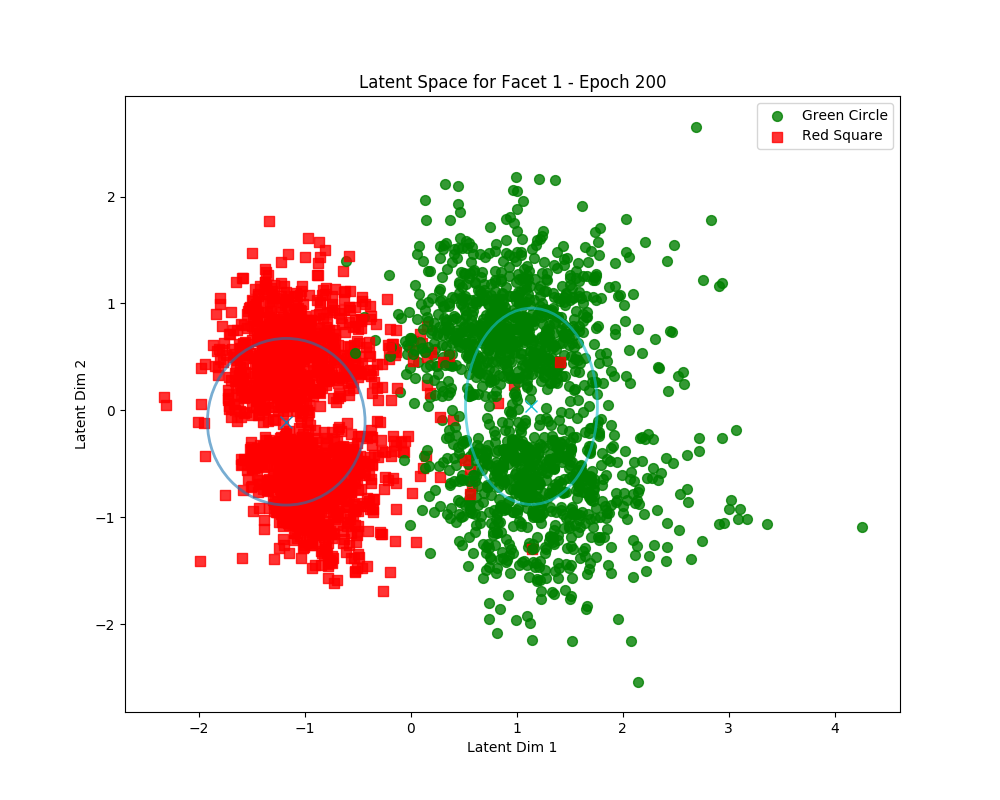 Latent Space for Facet 1 - Epoch 200
Green Circle
Red Square
2
1
0
−1
−2
Latent Dim 2
−2
−1
0
1
2
3
4
Latent Dim 1